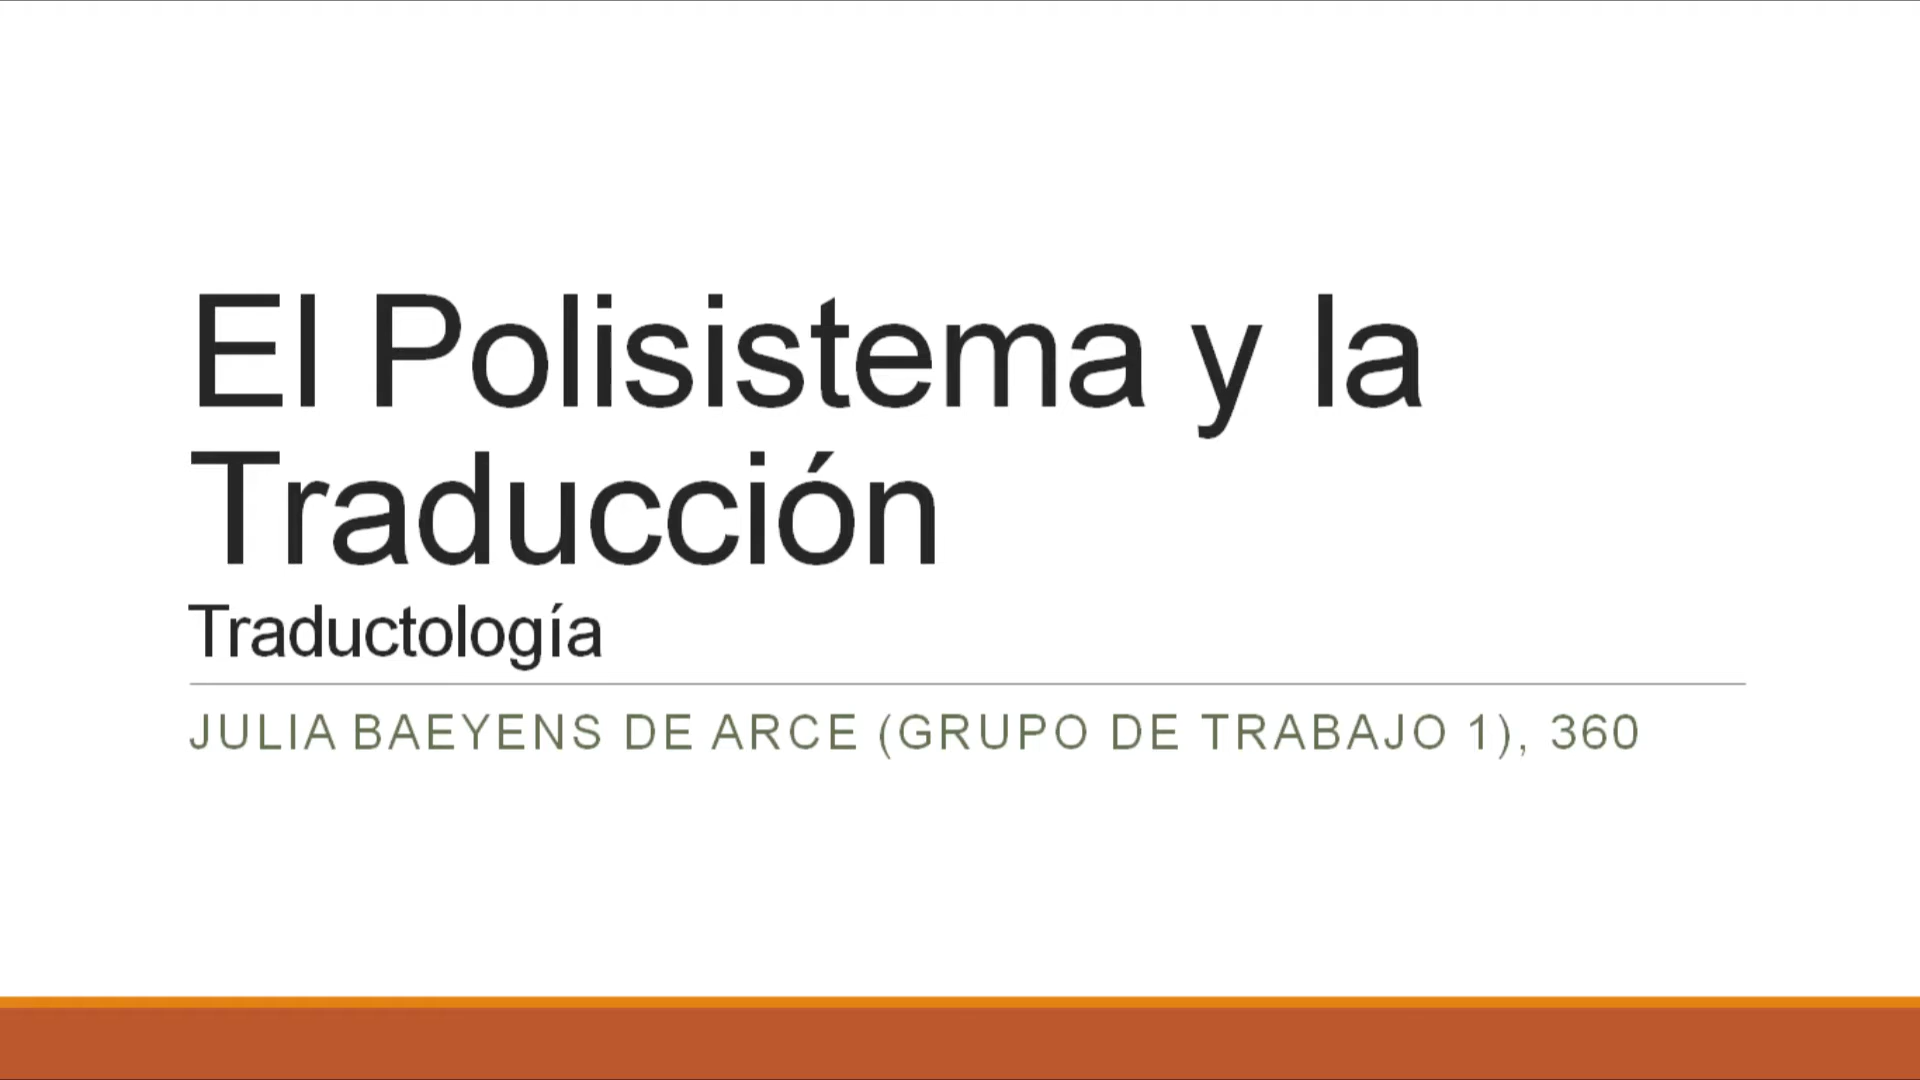 El Polisistema y la
Traducción
Traductología
JULIA BAEYENS DE ARCE (GRUPO DE TRABAJO 1), 360